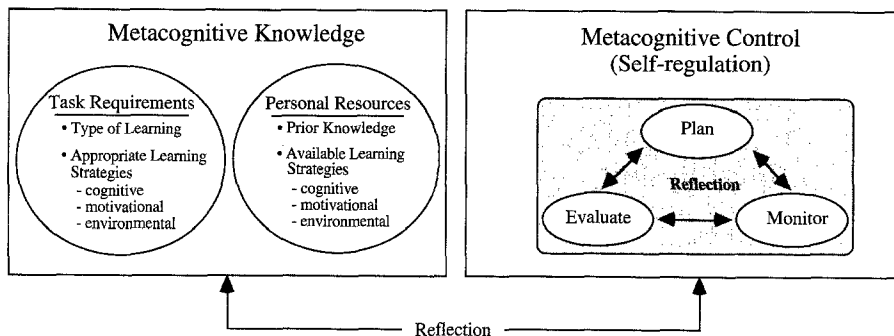 Metacognitive Knowledge
Task Requirements
• Type of Learning
• Appropriate Learning
Strategies
- cognitive
- motivational
- environmental
Personal Resources
• Prior Knowledge
• Available Learning
Strategies
- cognitive
- motivational
- environmental
Metacognitive Control
(Self-regulation)
Plan
Reflection
Evaluate
Monitor
Reflection